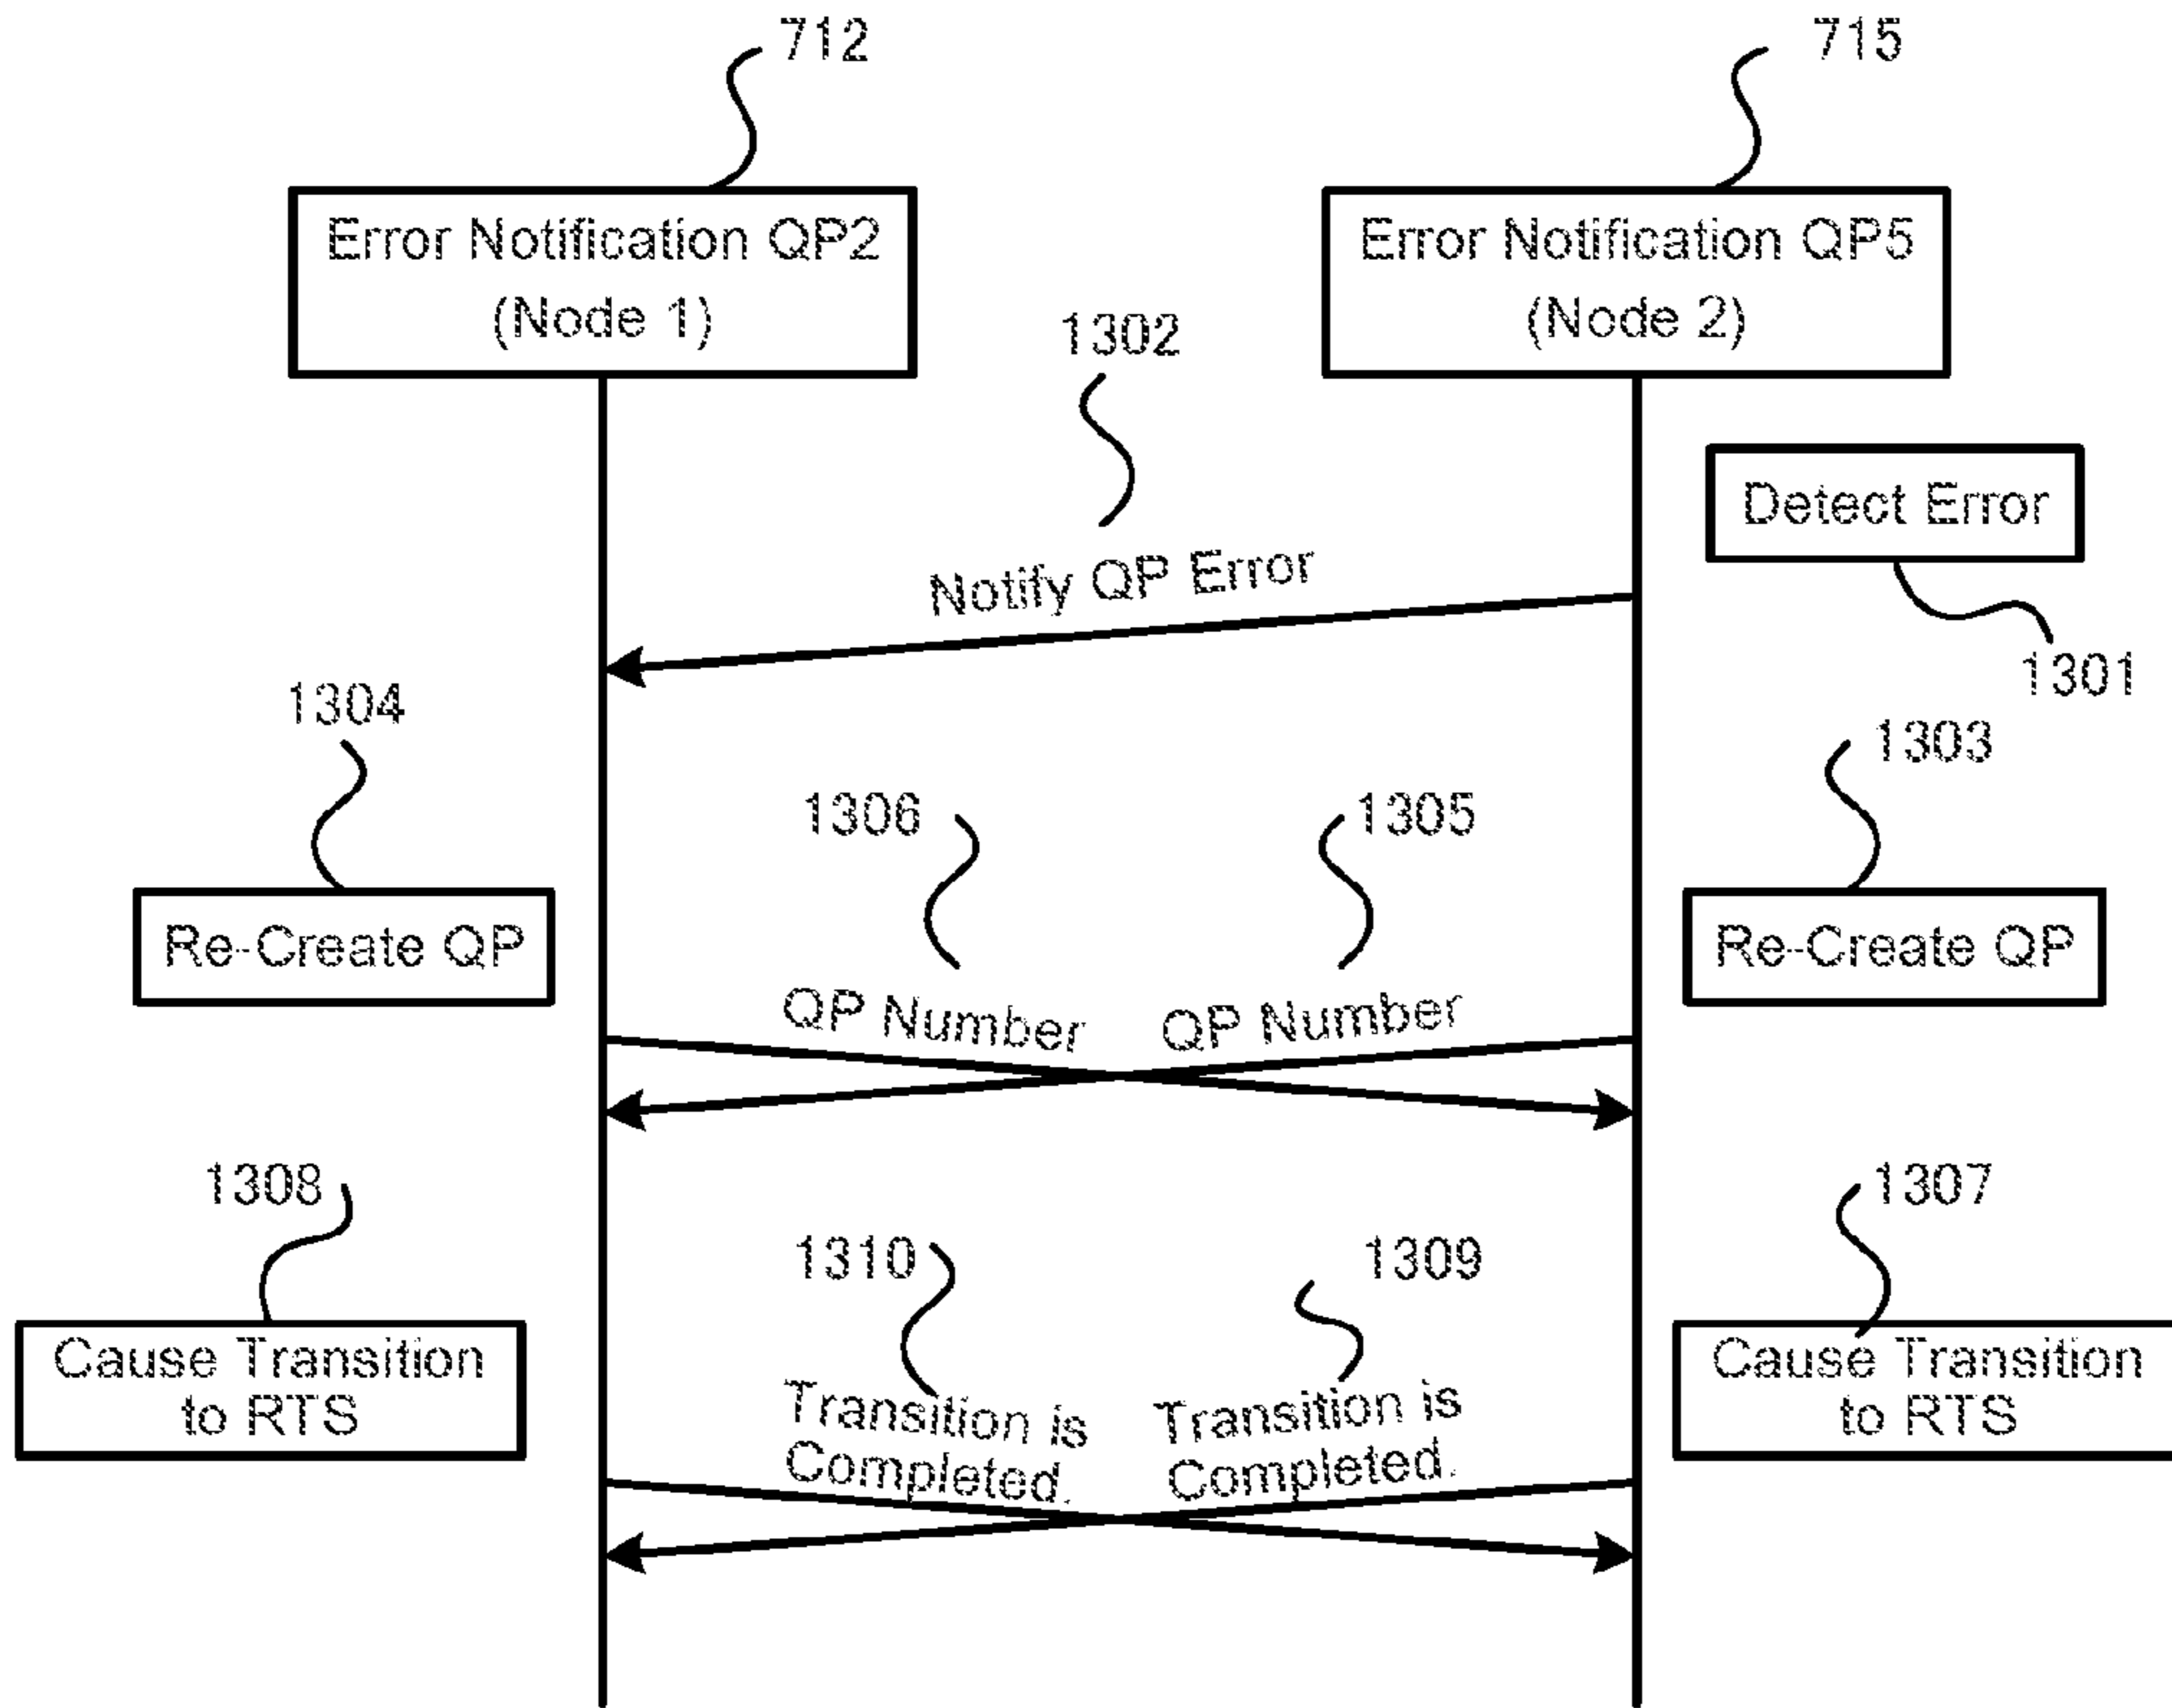 712
715
Error Notification QP2
(Node 1)
Error Notification QP5
(Node 2)
1302
Detect Error
Notify QP Error
1301
1304
1303
1306
1305
Re-Create QP
Re-Create QP
QP Number
QP Number
1308
1307
1310
1309
Cause Transition
to RTS
Cause Transition
to RTS
Transition is
Completed.
Transition is
Completed.